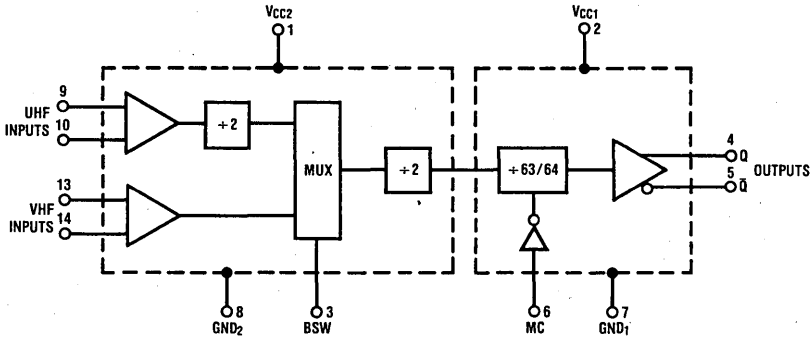 VCC2
1
VCC1
2
9
UHF
INPUTS
10
÷2
MUX
÷2
÷63/64
4
Q
OUTPUTS
5
Q̄
13
VHF
INPUTS
14
8
GND2
3
BSW
6
MC
7
GND1